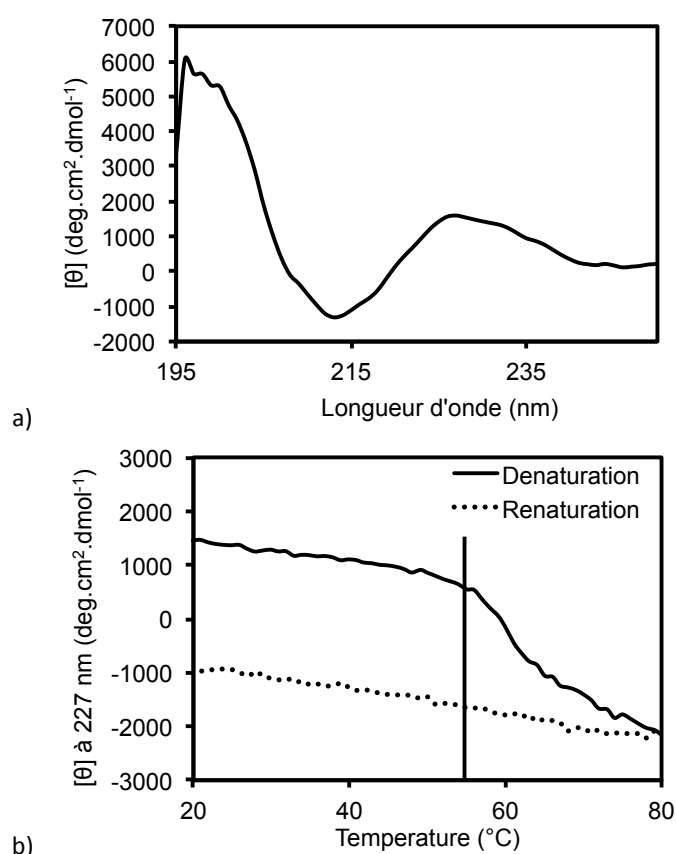 7000
6000
5000
4000
3000
2000
1000
0
-1000
-2000
[θ] (deg.cm².dmol⁻¹)
195 215 235
Longueur d'onde (nm)
a)
3000
2000
1000
0
-1000
-2000
-3000
[θ] à 227 nm (deg.cm².dmol⁻¹)
Denaturation
Renaturation
20 40 60 80
Temperature (°C)
b)